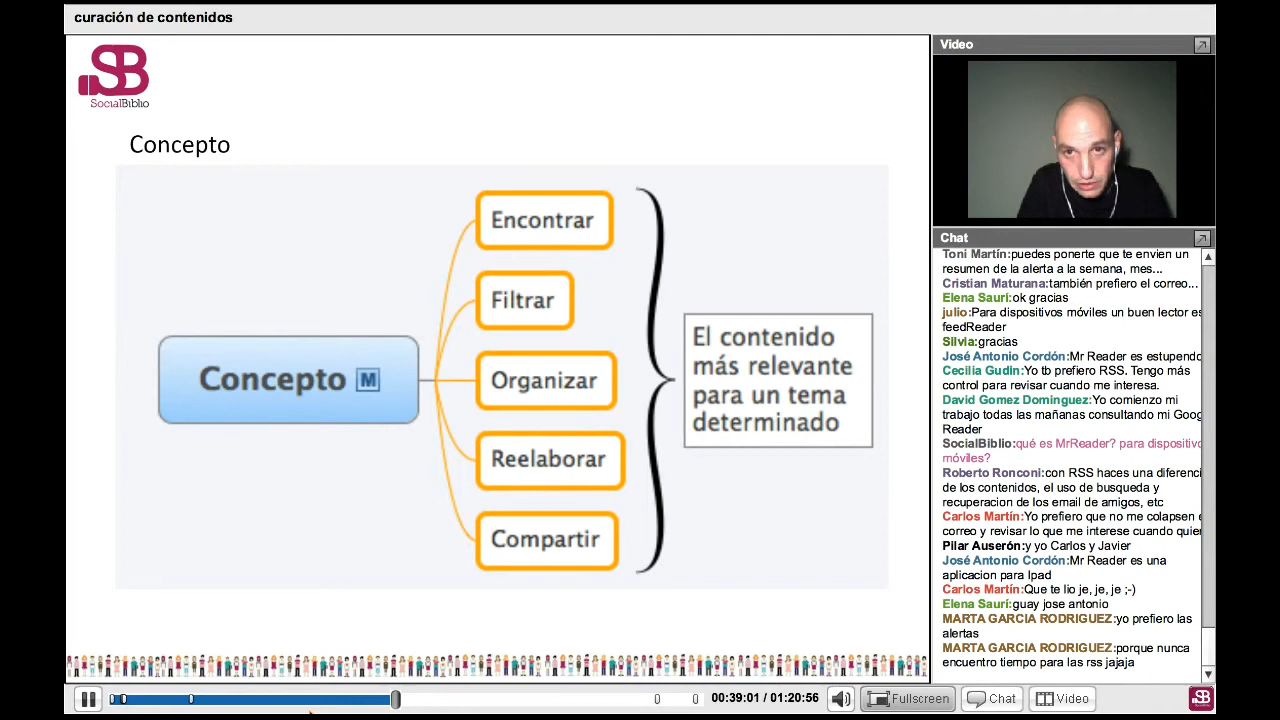 curación de contenidos
SB
SocialBiblio
Concepto
Concepto M
Encontrar
Filtrar
Organizar
Reelaborar
Compartir
El contenido
más relevante
para un tema
determinado
Video
Chat
Toni Martín:puedes ponerte que te envien un
resumen de la alerta a la semana, mes...
Cristian Maturana:también prefiero el correo...
Elena Saurí:ok gracias
julio:Para dispositivos móviles un buen lector es
feedReader
Silvia:gracias
José Antonio Cordón:Mr Reader es estupendo
Cecilia Gudin:Yo tb prefiero RSS. Tengo más
control para revisar cuando me interesa.
David Gomez Dominguez:Yo comienzo mi
trabajo todas las mañanas consultando mi Goog
Reader
SocialBiblio:qué es MrReader? para dispositivo
móviles?
Roberto Ronconi:con RSS haces una diferenci
de los contenidos, el uso de busqueda y
recuperacion de los email de amigos, etc
Carlos Martín:Yo prefiero que no me colapsen e
correo y revisar lo que me interese cuando quier
Pilar Auserón:y yo Carlos y Javier
José Antonio Cordón:Mr Reader es una
aplicacion para Ipad
Carlos Martín:Que te lio je, je, je ;-)
Elena Saurí:guay jose antonio
MARTA GARCIA RODRIGUEZ:yo prefiero las
alertas
MARTA GARCIA RODRIGUEZ:porque nunca
encuentro tiempo para las rss jajaja
00:39:01 / 01:20:56
Fullscreen
Chat
Video
SB